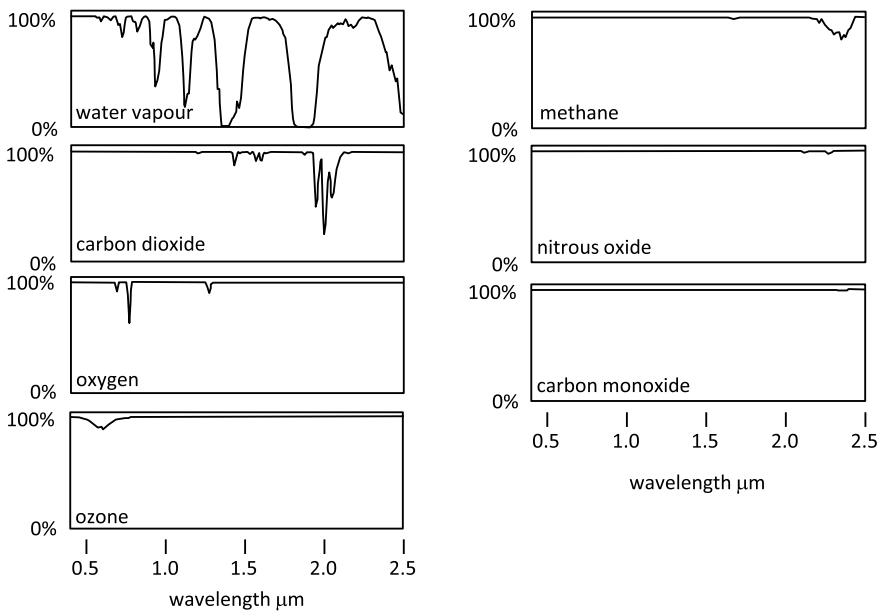 100%
water vapour
0%
100%
carbon dioxide
0%
100%
oxygen
0%
100%
ozone
0%
0.5 1.0 1.5 2.0 2.5
wavelength μm
100%
methane
0%
100%
nitrous oxide
0%
100%
carbon monoxide
0%
0.5 1.0 1.5 2.0 2.5
wavelength μm